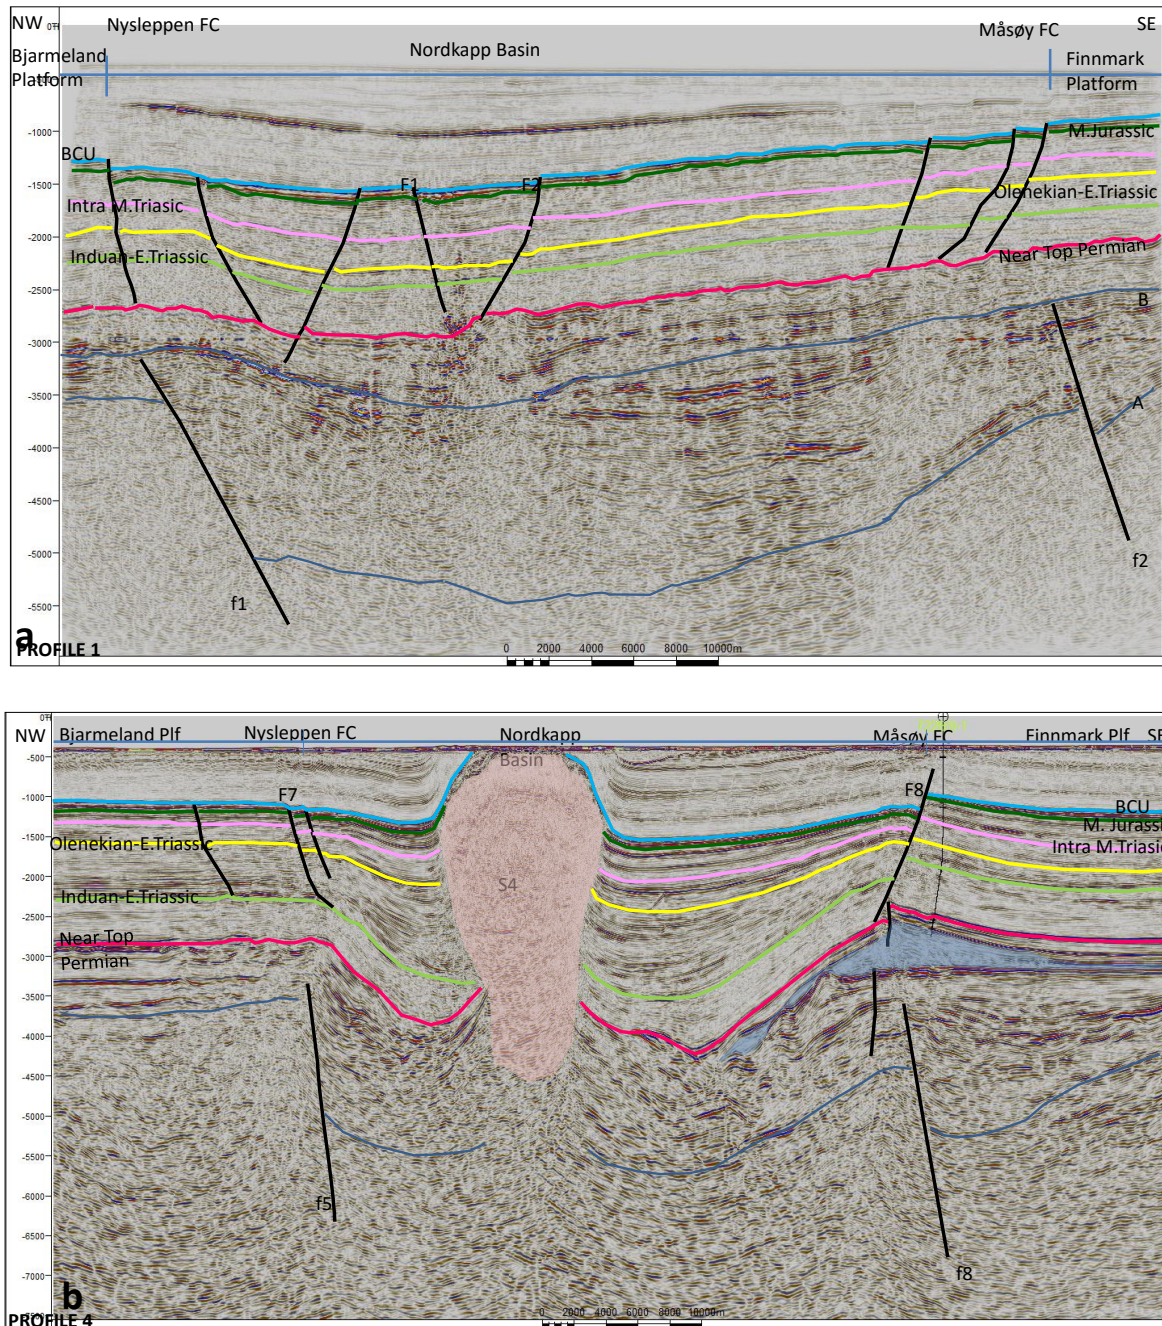 NW Nysleppen FC Måsøy FC SE
Bjarmeland Nordkapp Basin Finnmark
Platform Platform
-1000
M.Jurassic
BCU
-1500
F1 F2
Intra M.Triasic Olenekian-E.Triassic
-2000
Induan-E.Triassic Near Top Permian
-2500
B
-3000
-3500
A
-4000
-4500
-5000
f2
-5500
f1
a
PROFILE 1
0 2000 4000 6000 8000 10000m
NW Bjarmeland Plf Nysleppen FC Nordkapp Måsøy FC Finnmark Plf SE
-500
Basin
-1000
F7 F8
BCU
M. Jurassic
-1500
Olenekian-E.Triassic Intra M.Triasic
-2000
S4
Induan-E.Triassic
-2500
Near Top
Permian
-3000
-3500
-4000
-4500
-5000
-5500
-6000
f5
-6500
f8
-7000
b
PROFILE 4
0 2000 4000 6000 8000 10000m